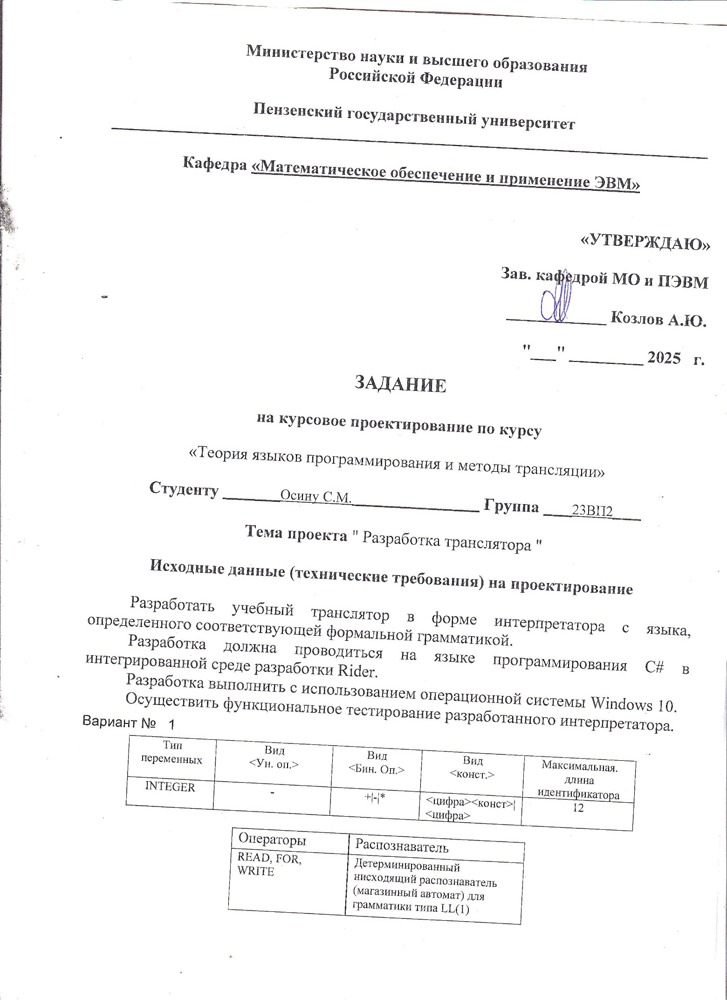 Министерство науки и высшего образования
Российской Федерации
Пензенский государственный университет
Кафедра «Математическое обеспечение и применение ЭВМ»
«УТВЕРЖДАЮ»
Зав. кафедрой МО и ПЭВМ
____________ Козлов А.Ю.
"___" _________ 2025 г.
ЗАДАНИЕ
на курсовое проектирование по курсу
«Теория языков программирования и методы трансляции»
Студенту _______Осину С.М._______________ Группа ____23ВП2____
Тема проекта " Разработка транслятора "
Исходные данные (технические требования) на проектирование
Разработать учебный транслятор в форме интерпретатора с языка,
определенного соответствующей формальной грамматикой.
Разработка должна проводиться на языке программирования C# в
интегрированной среде разработки Rider.
Разработка выполнить с использованием операционной системы Windows 10.
Осуществить функциональное тестирование разработанного интерпретатора.
Вариант № 1
Тип
переменных
Вид
<Ун. оп.>
Вид
<Бин. Оп.>
Вид
<конст.>
Максимальная.
длина
идентификатора
INTEGER
-
+|-|*
<цифра><конст>|
<цифра>
12
Операторы
Распознаватель
READ, FOR,
WRITE
Детерминированный
нисходящий распознаватель
(магазинный автомат) для
грамматики типа LL(1)